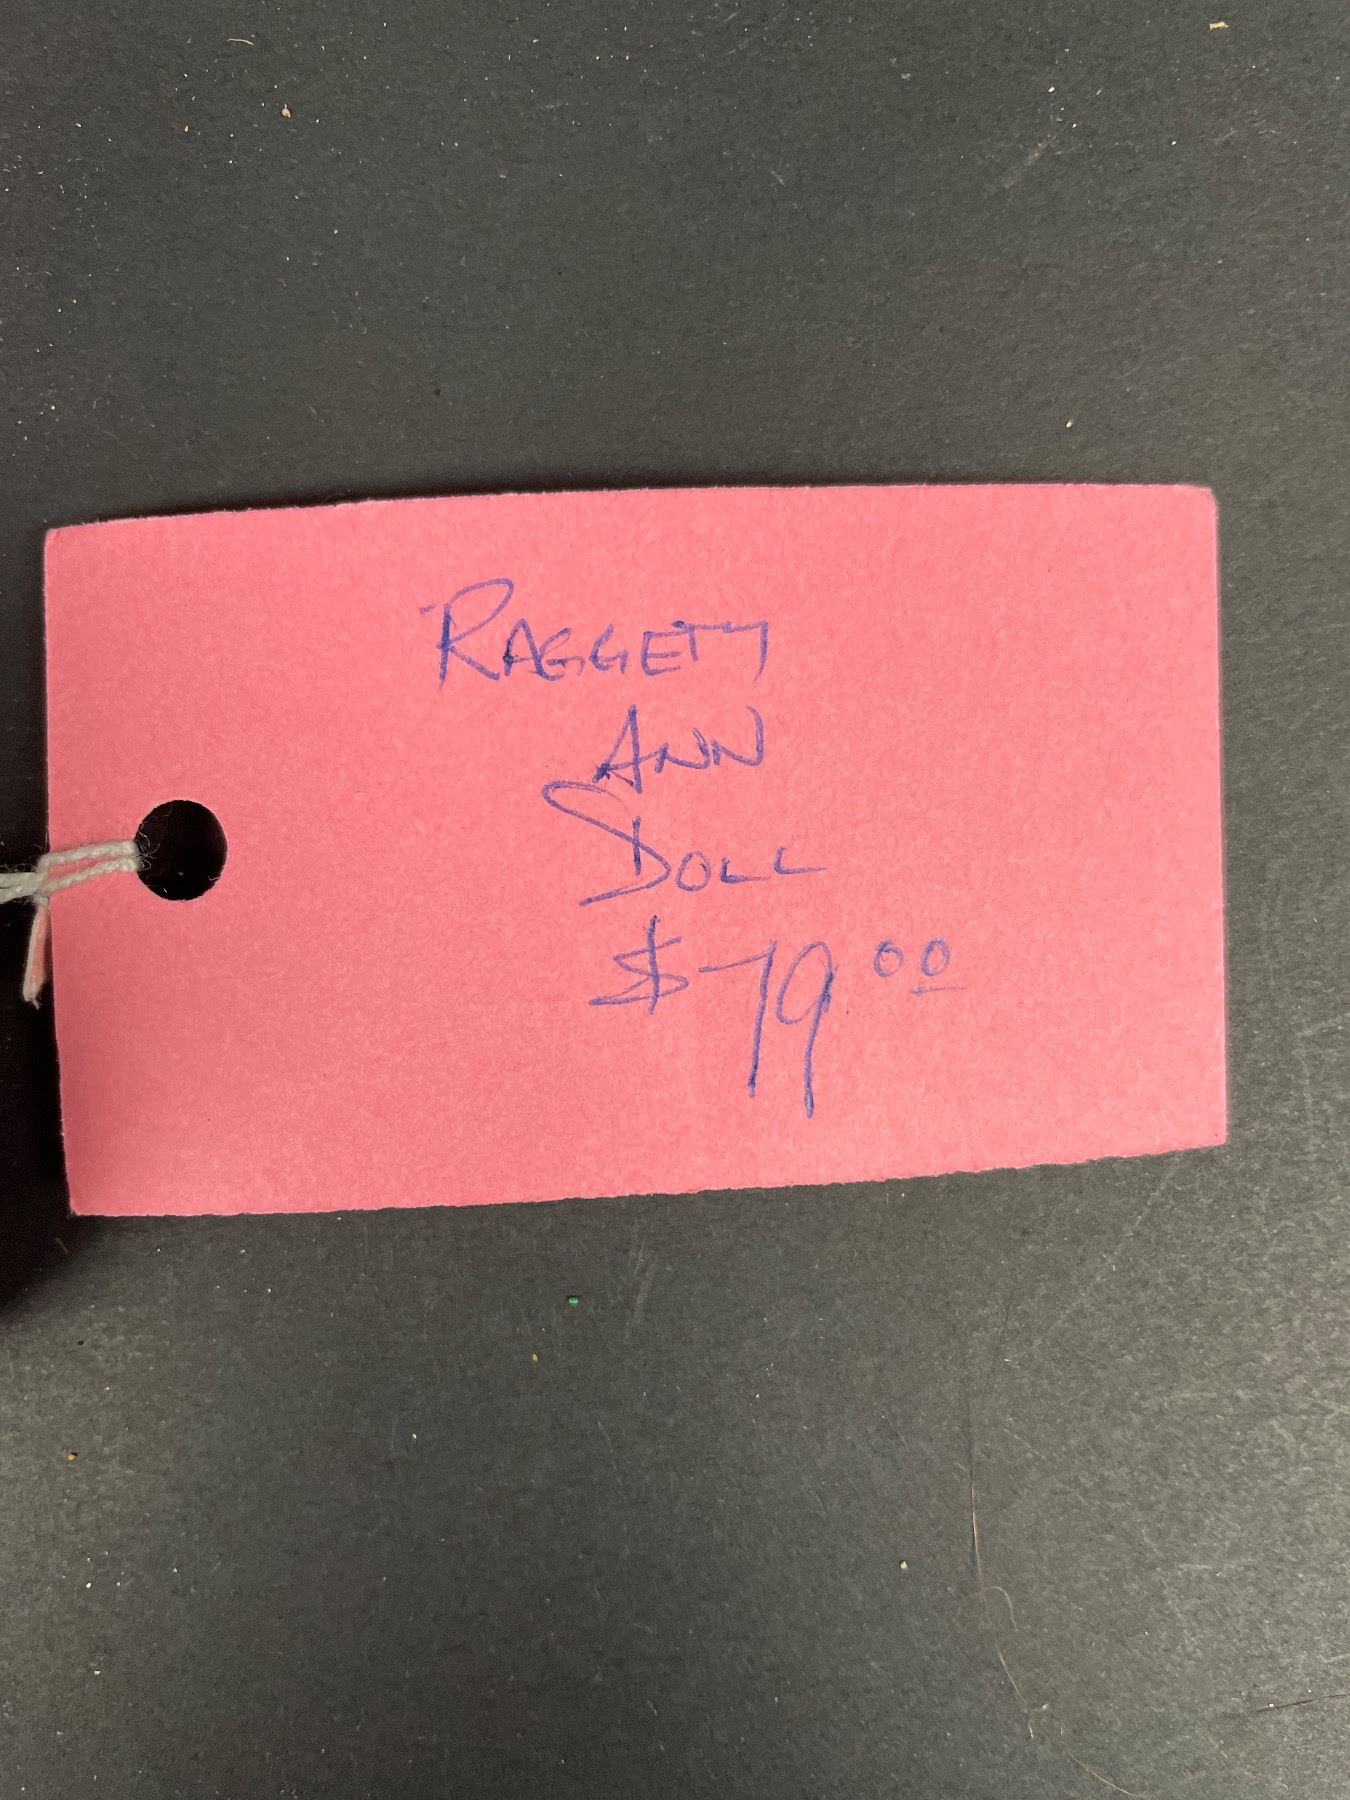 RAGGETY
ANN
DOLL
$79.00